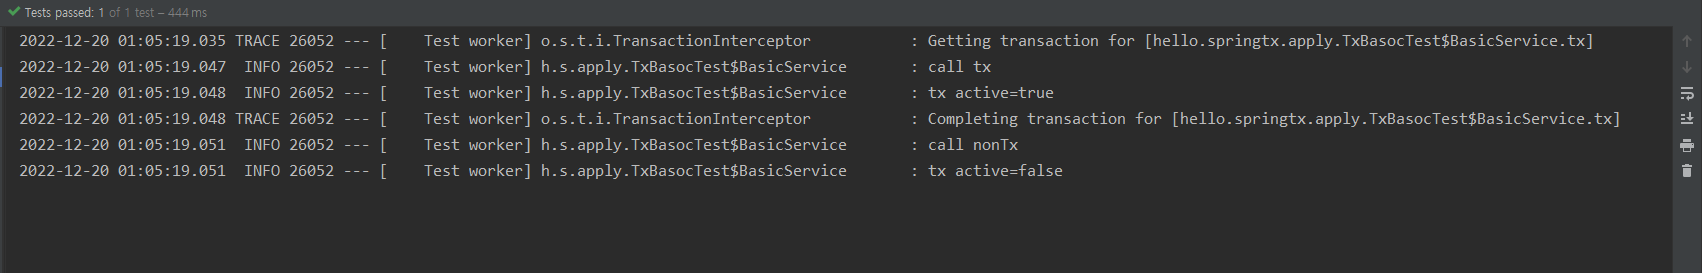 Tests passed: 1 of 1 test – 444 ms
2022-12-20 01:05:19.035 TRACE 26052 --- [    Test worker] o.s.t.i.TransactionInterceptor           : Getting transaction for [hello.springtx.apply.TxBasocTest$BasicService.tx]
2022-12-20 01:05:19.047  INFO 26052 --- [    Test worker] h.s.apply.TxBasocTest$BasicService       : call tx
2022-12-20 01:05:19.048  INFO 26052 --- [    Test worker] h.s.apply.TxBasocTest$BasicService       : tx active=true
2022-12-20 01:05:19.048 TRACE 26052 --- [    Test worker] o.s.t.i.TransactionInterceptor           : Completing transaction for [hello.springtx.apply.TxBasocTest$BasicService.tx]
2022-12-20 01:05:19.051  INFO 26052 --- [    Test worker] h.s.apply.TxBasocTest$BasicService       : call nonTx
2022-12-20 01:05:19.051  INFO 26052 --- [    Test worker] h.s.apply.TxBasocTest$BasicService       : tx active=false